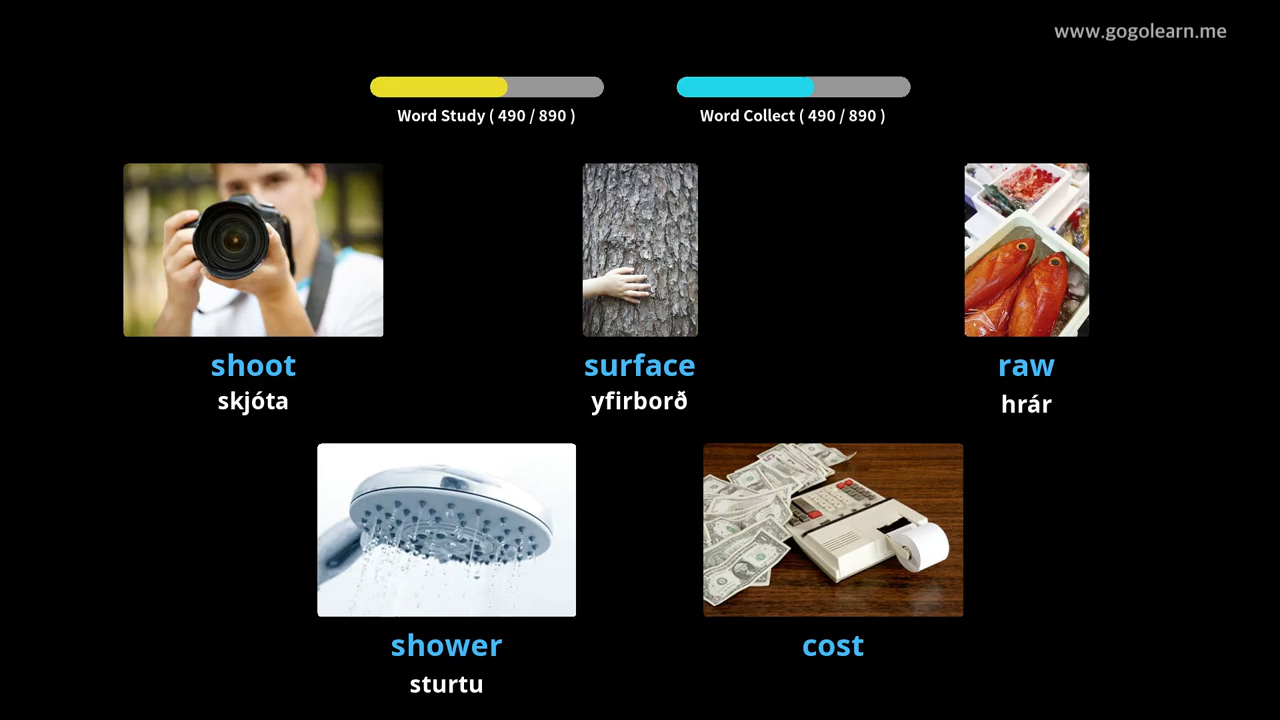 www.gogolearn.me
Word Study ( 490 / 890 )
Word Collect ( 490 / 890 )
shoot
skjóta
surface
yfirborð
raw
hrár
shower
sturtu
cost